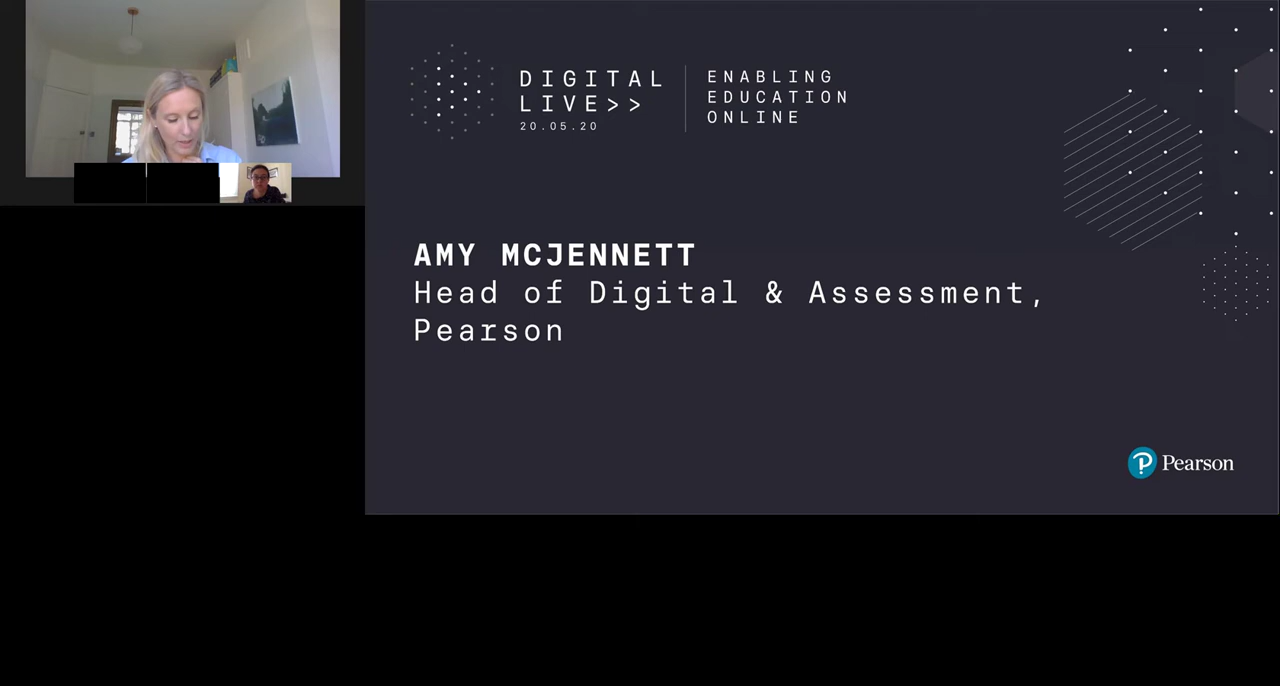 DIGITAL
LIVE>>
20.05.20
ENABLING
EDUCATION
ONLINE
AMY MCJENNETT
Head of Digital & Assessment,
Pearson
Pearson